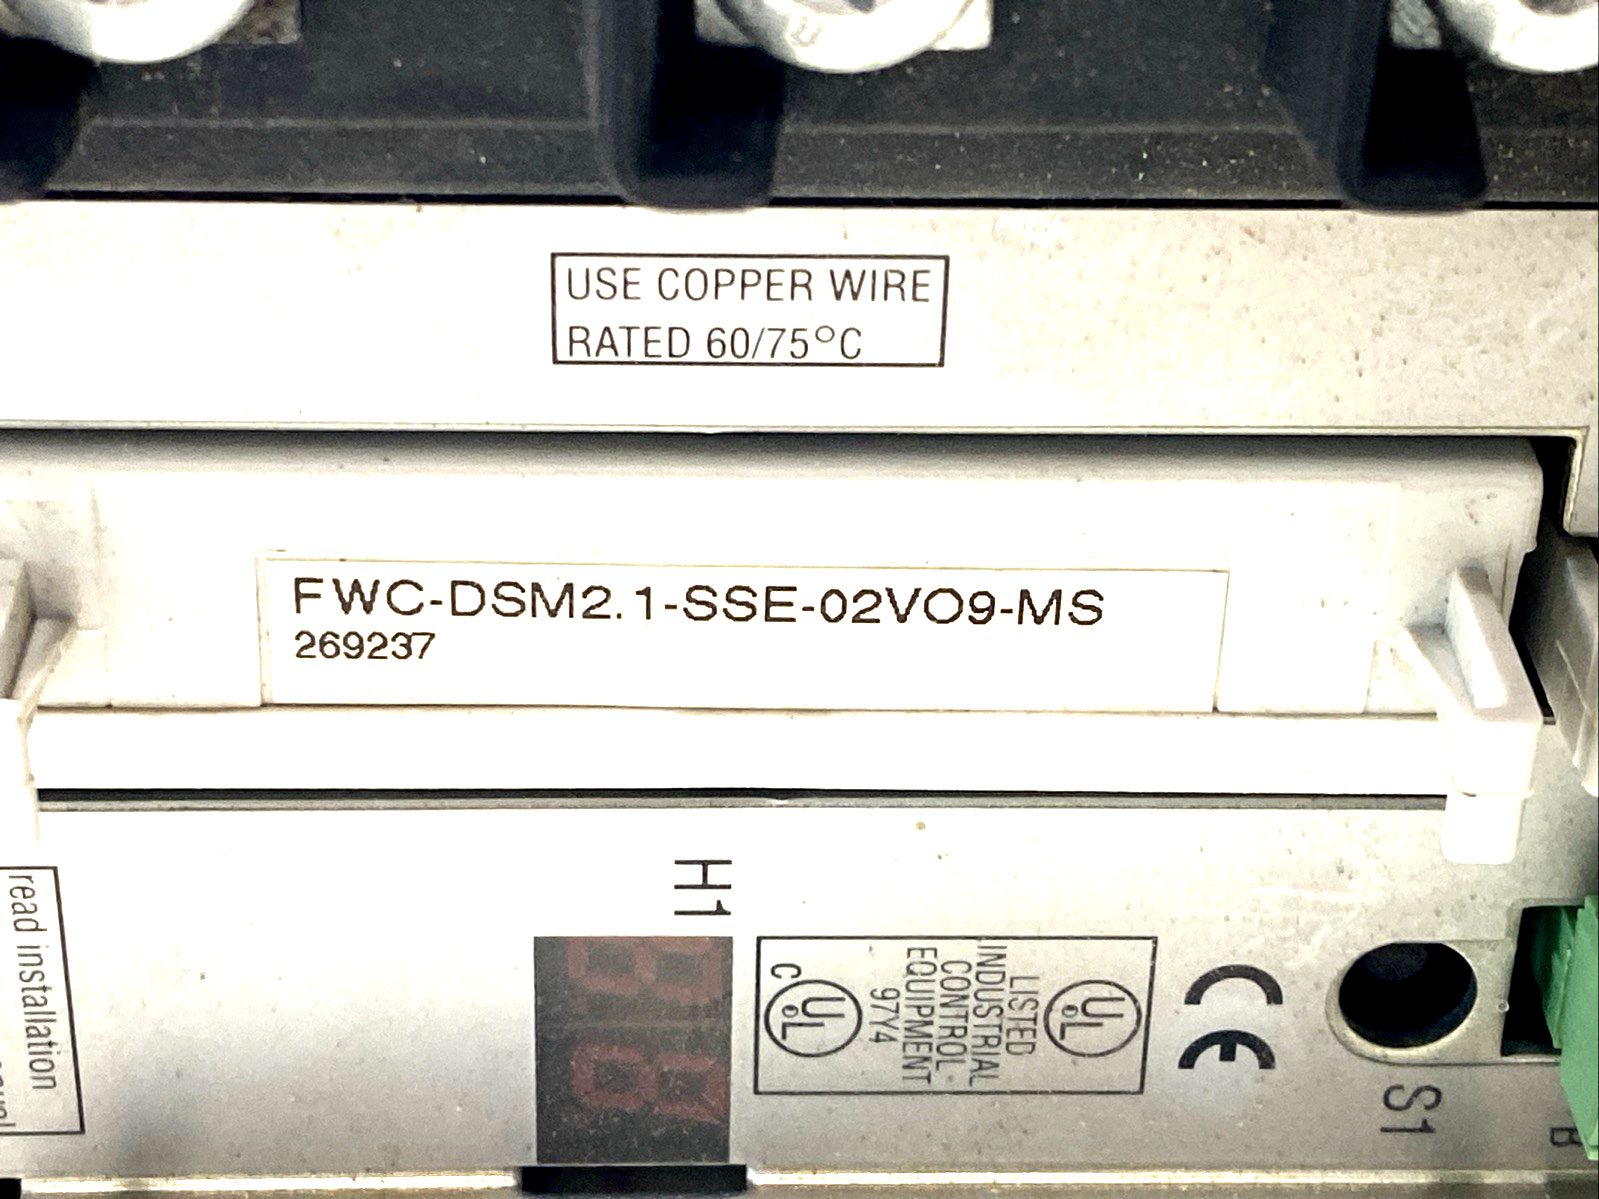 USE COPPER WIRE
RATED 60/75°C
FWC-DSM2.1-SSE-02VO9-MS
269237
H1
read installation
C UL
LISTED
INDUSTRIAL
CONTROL
EQUIPMENT
97Y4
UL
CE
S1